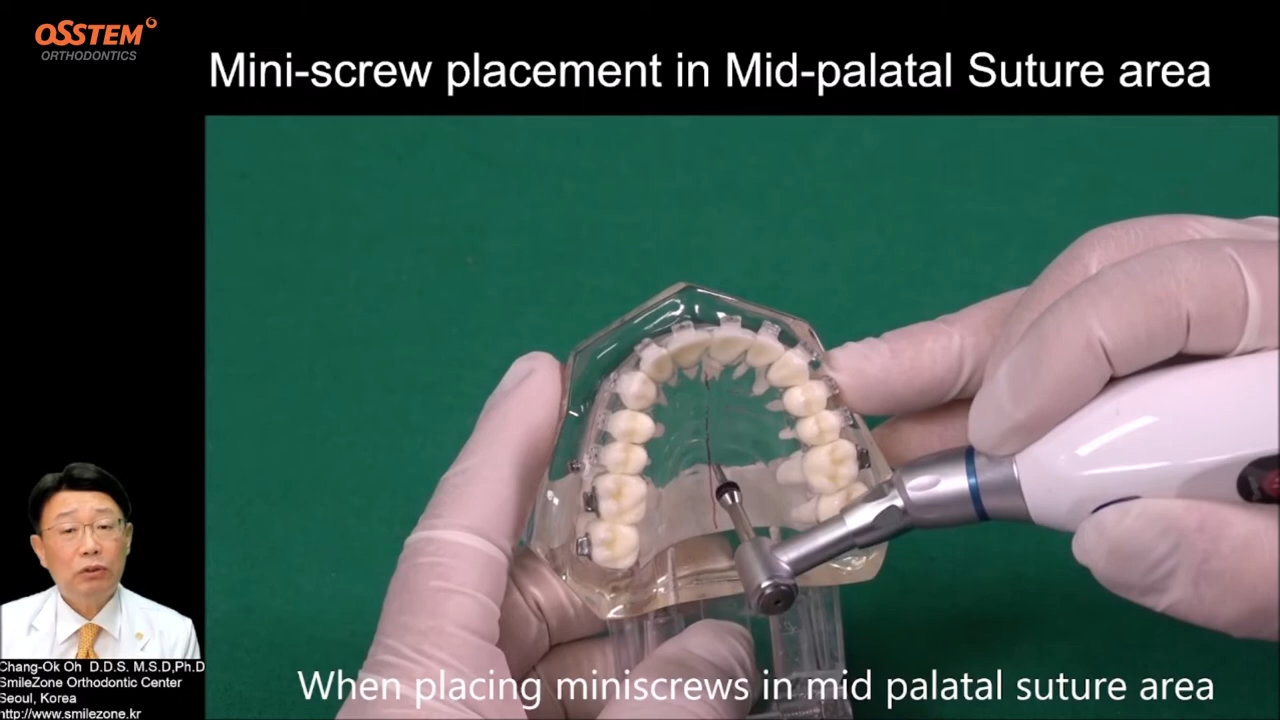 OSSTEM
ORTHODONTICS
Mini-screw placement in Mid-palatal Suture area
Chang-Ok Oh D.D.S. M.S.D,Ph.D
SmileZone Orthodontic Center
Seoul, Korea
http://www.smilezone.kr
When placing miniscrews in mid palatal suture area